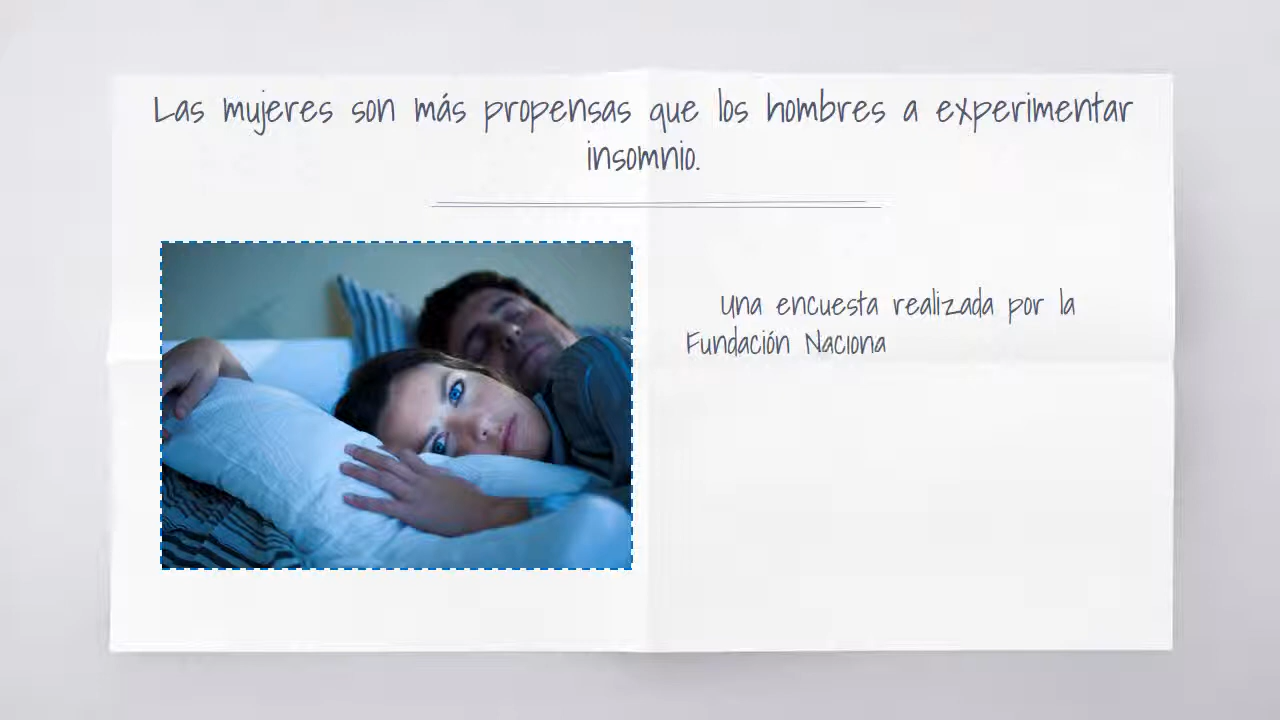 Las mujeres son más propensas que los hombres a experimentar
insomnio.
Una encuesta realizada por la
Fundación Naciona